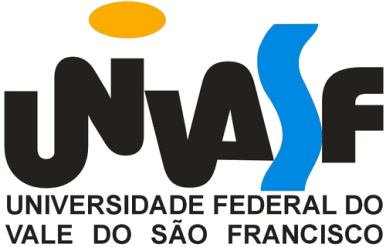 UNIVASF
UNIVERSIDADE FEDERAL DO
VALE DO SÃO FRANCISCO